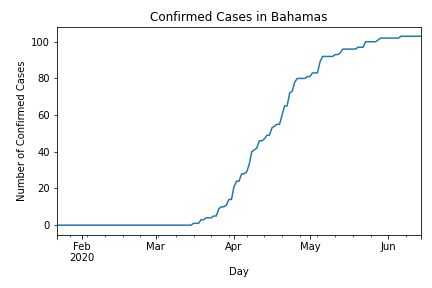 Confirmed Cases in Bahamas
100
80
60
40
20
0
Number of Confirmed Cases
Feb
2020
Mar
Apr
May
Jun
Day